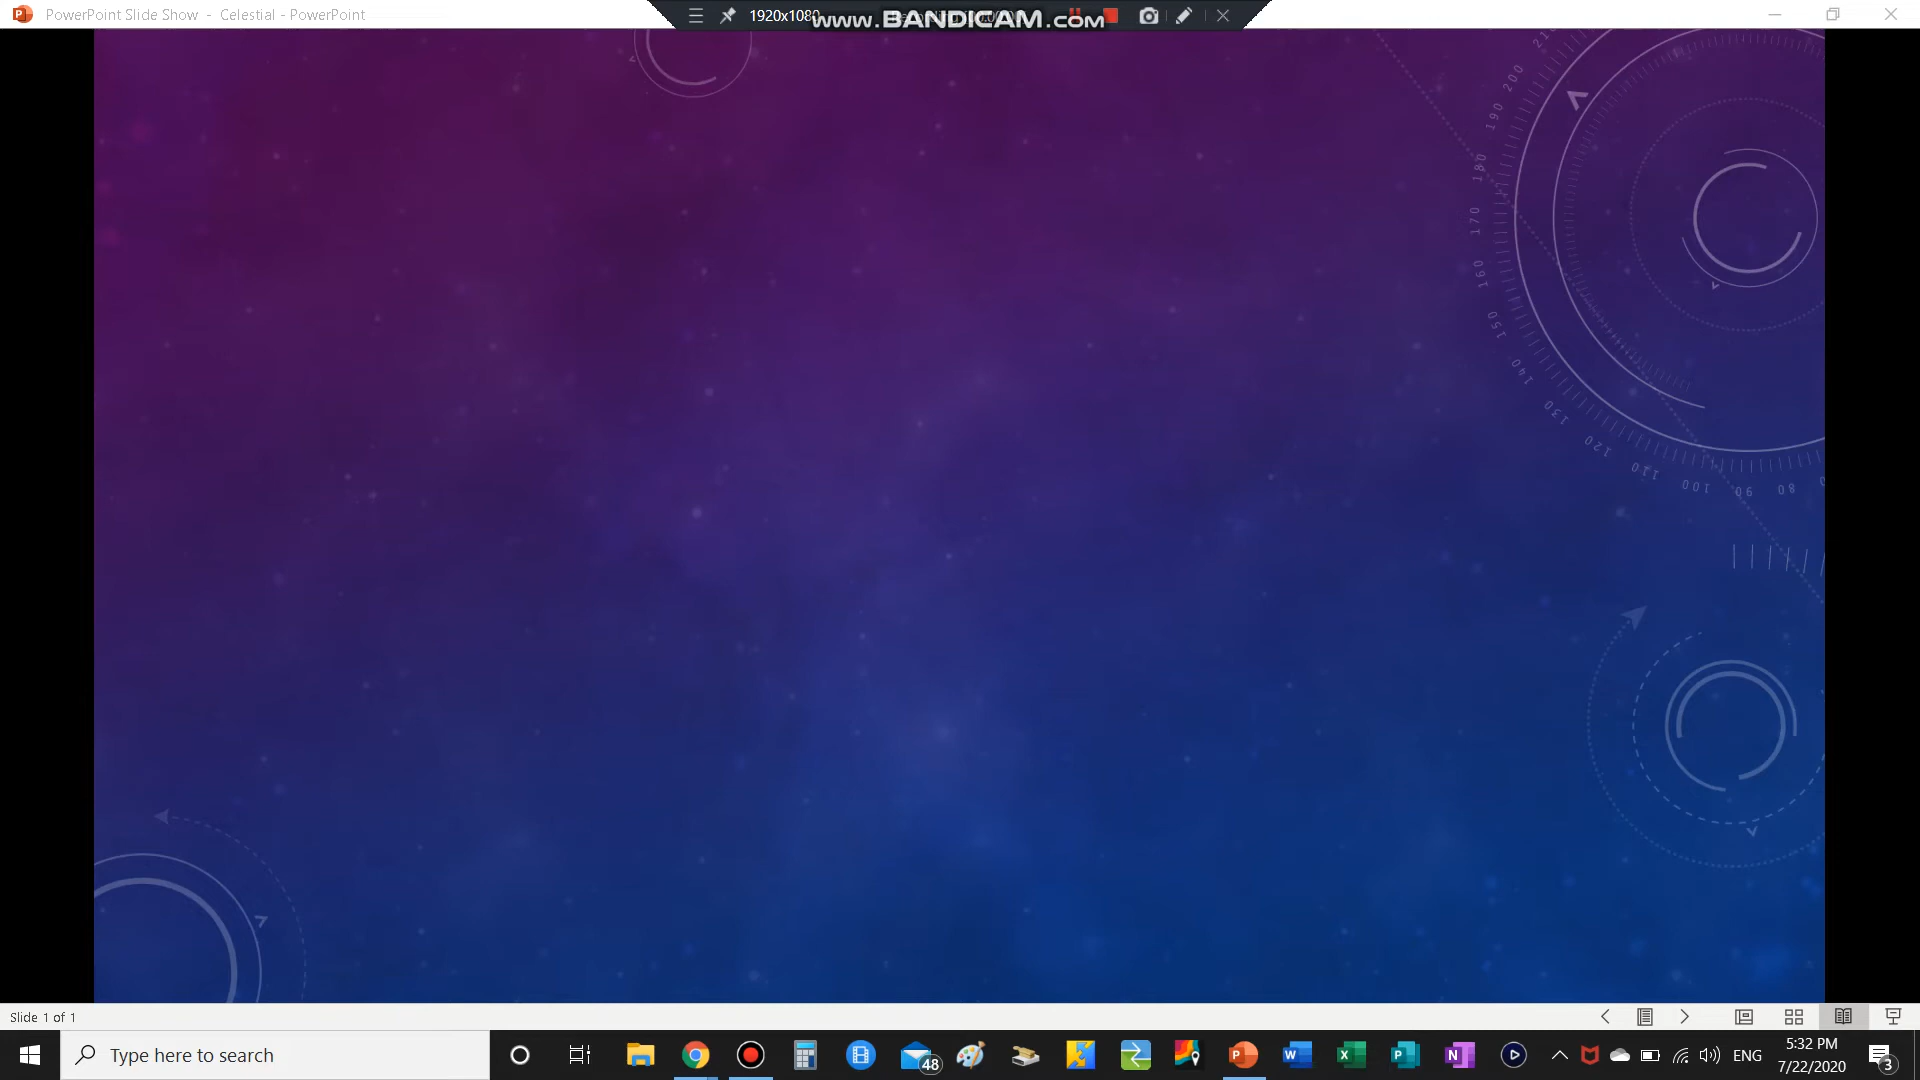 PowerPoint Slide Show - Celestial - PowerPoint
1920x1080
www.BANDICAM.com
210
200
190
180
170
160
150
140
130
120
110
100
90
80
Slide 1 of 1
Type here to search
48
ENG
5:32 PM
7/22/2020
3